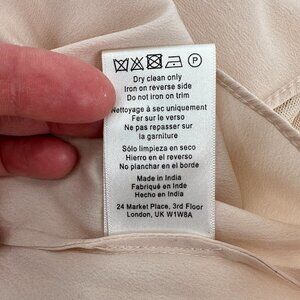 Dry clean only
Iron on reverse side
Do not iron on trim
Nettoyage à sec uniquement
Fer sur le verso
Ne pas repasser sur
la garniture
Sólo limpieza en seco
Hierro en el reverso
No planchar en el borde
Made in India
Fabriqué en Inde
Hecho en India
24 Market Place, 3rd Floor
London, UK W1W8A